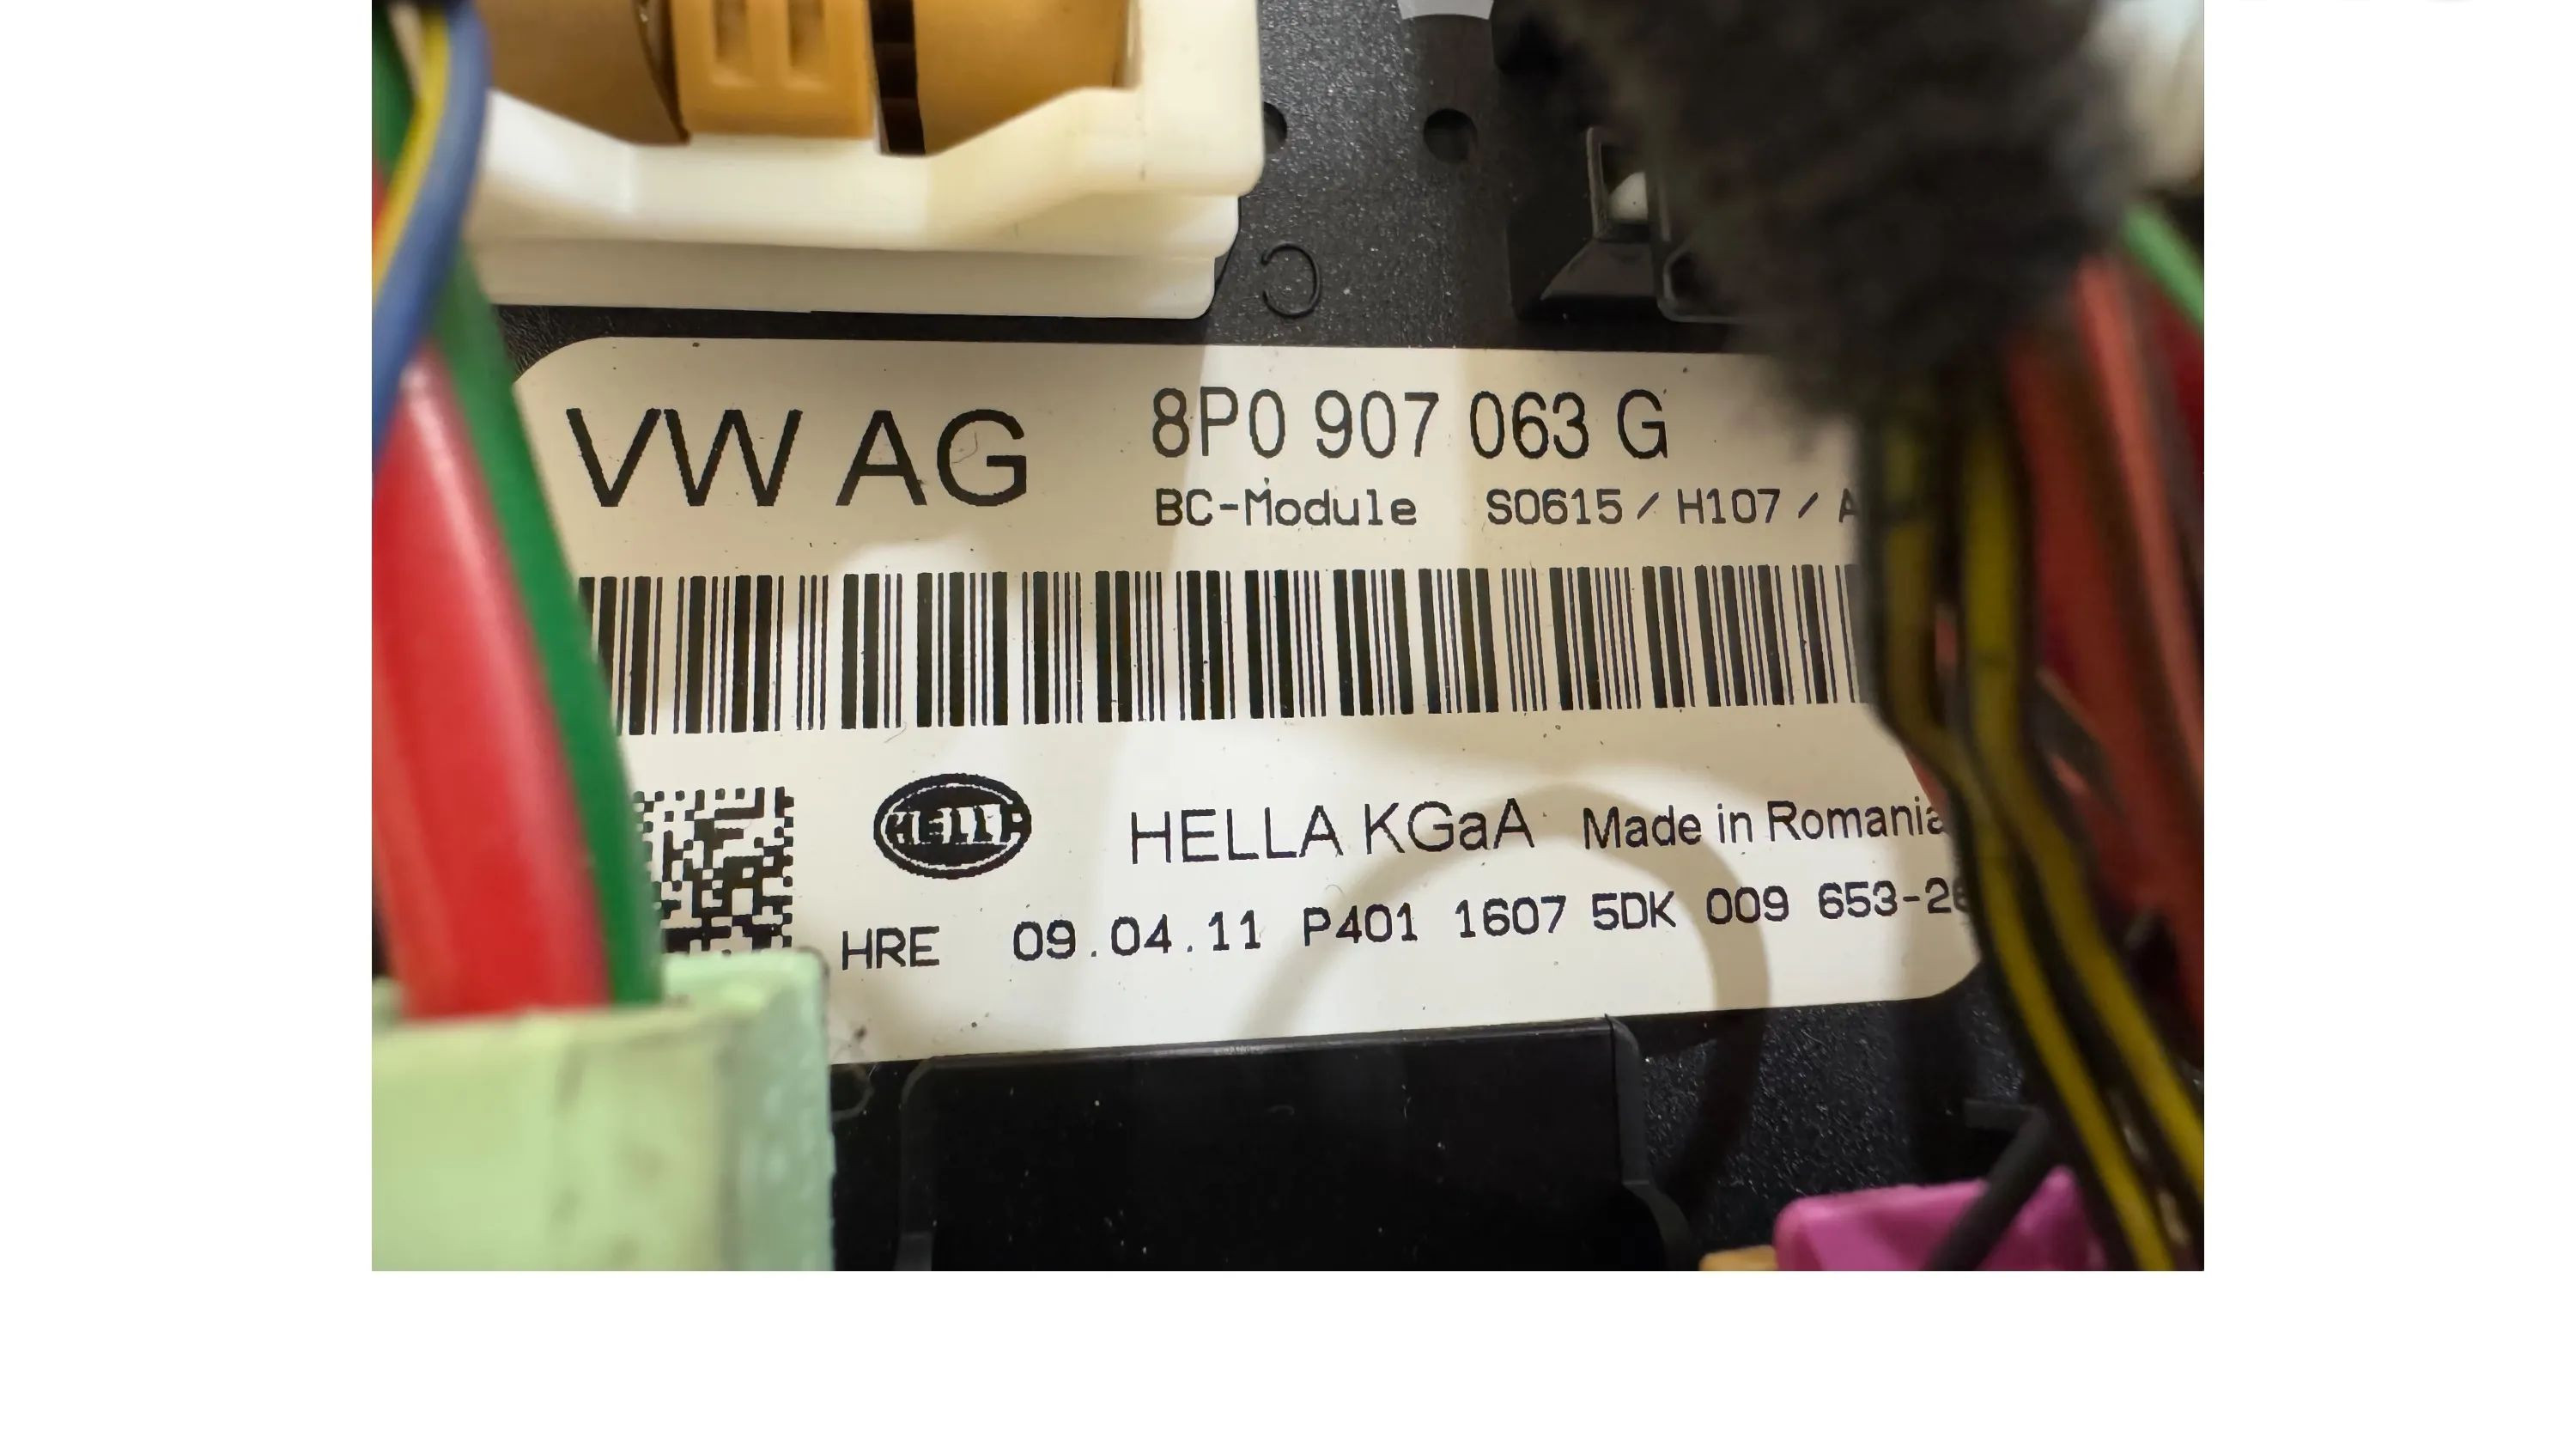 VW AG
8P0 907 063 G
BC-Module S0615 / H107 /
HELLA
HELLA KGaA Made in Romania
HRE 09.04.11 P401 1607 5DK 009 653-